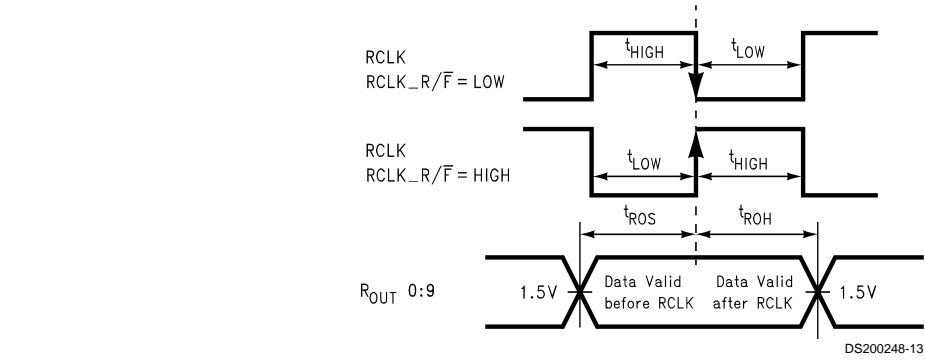 RCLK
RCLK_R/F̅ = LOW
tHIGH
tLOW
RCLK
RCLK_R/F̅ = HIGH
tLOW
tHIGH
tROS
tROH
ROUT 0:9
1.5V
Data Valid
before RCLK
Data Valid
after RCLK
1.5V
DS200248-13